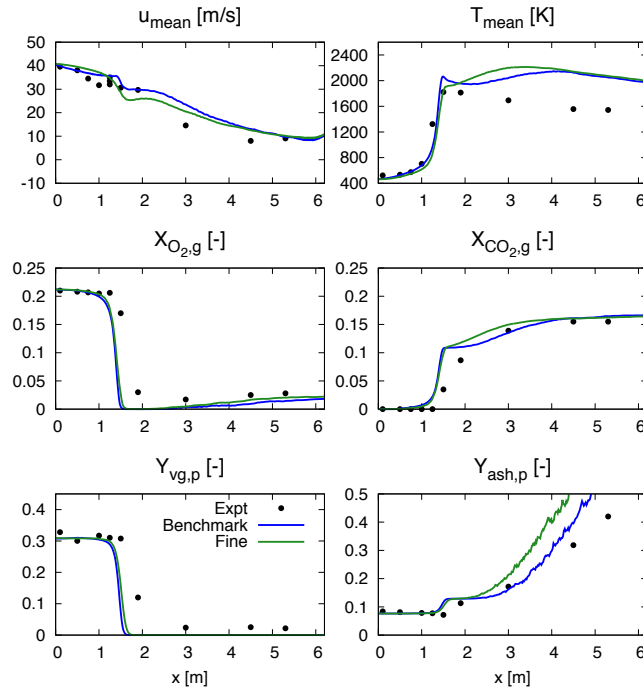 u_mean [m/s]
T_mean [K]
50
40
30
20
10
0
-10
0 1 2 3 4 5 6
2400
2000
1600
1200
800
400
0 1 2 3 4 5 6
X_O2,g [-]
X_CO2,g [-]
0.25
0.2
0.15
0.1
0.05
0
0 1 2 3 4 5 6
0.25
0.2
0.15
0.1
0.05
0
0 1 2 3 4 5 6
Y_vg,p [-]
Y_ash,p [-]
0.4
0.3
0.2
0.1
0
Expt
Benchmark
Fine
0 1 2 3 4 5 6
x [m]
0.5
0.4
0.3
0.2
0.1
0
0 1 2 3 4 5 6
x [m]